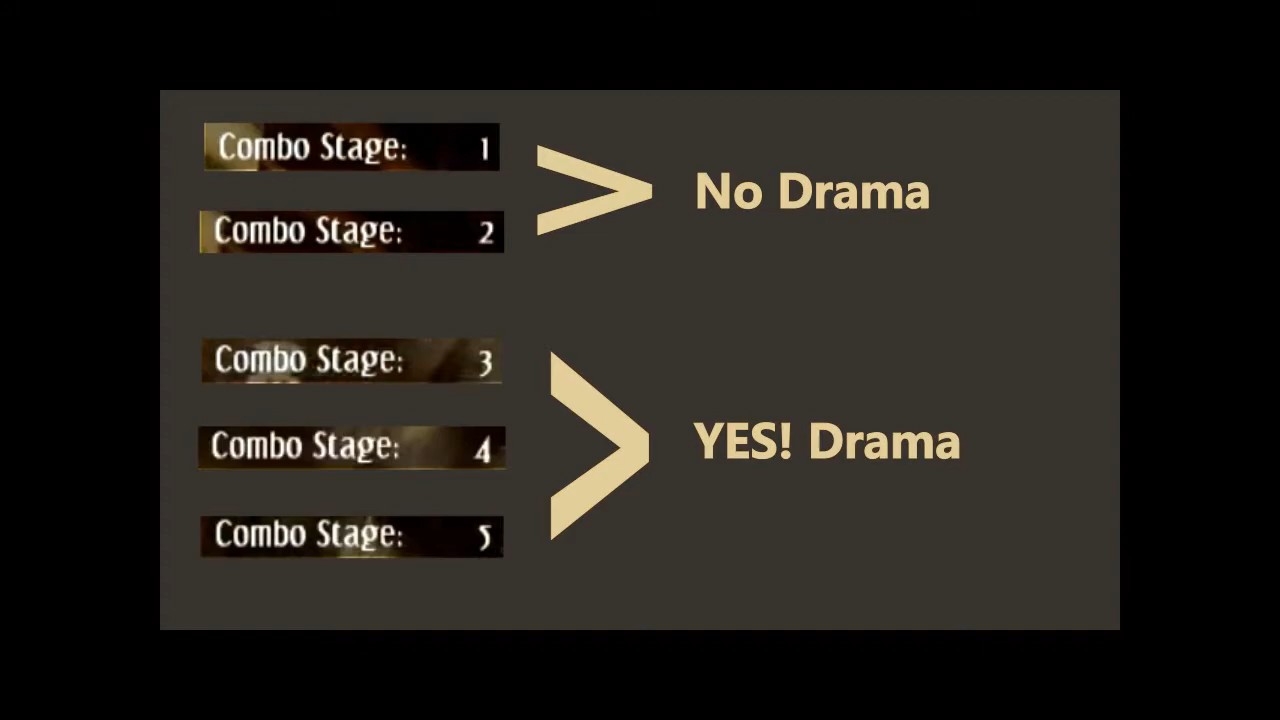 Combo Stage: 1
Combo Stage: 2
> No Drama
Combo Stage: 3
Combo Stage: 4
Combo Stage: 5
> YES! Drama